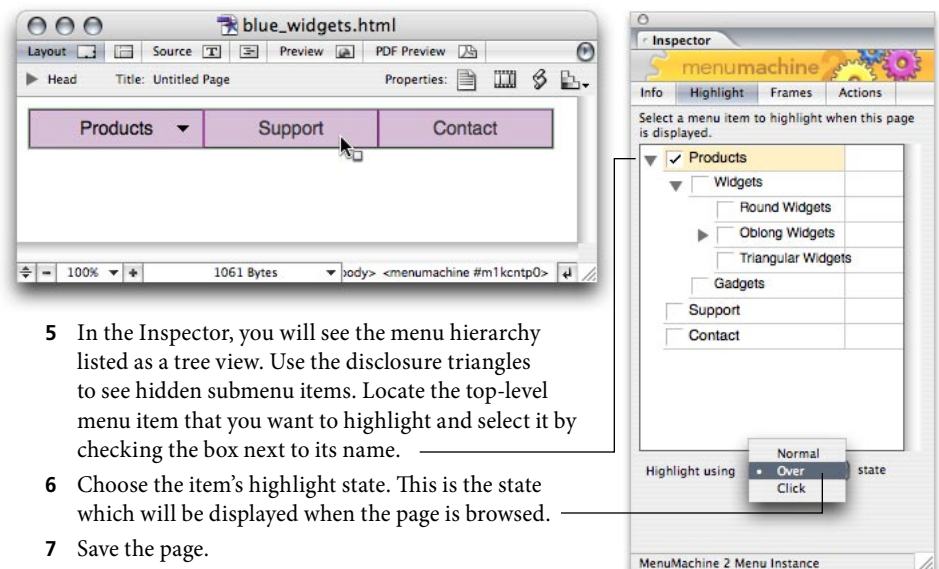 blue_widgets.html
Layout Source Preview PDF Preview
Head Title: Untitled Page Properties:
Products Support Contact
100% 1061 Bytes body> <menumachine #m1kcntp0>
5 In the Inspector, you will see the menu hierarchy
listed as a tree view. Use the disclosure triangles
to see hidden submenu items. Locate the top-level
menu item that you want to highlight and select it by
checking the box next to its name.
6 Choose the item's highlight state. This is the state
which will be displayed when the page is browsed.
7 Save the page.
Inspector
menumachine
Info Highlight Frames Actions
Select a menu item to highlight when this page
is displayed.
Products
Widgets
Round Widgets
Oblong Widgets
Triangular Widgets
Gadgets
Support
Contact
Normal
Highlight using • Over state
Click
MenuMachine 2 Menu Instance